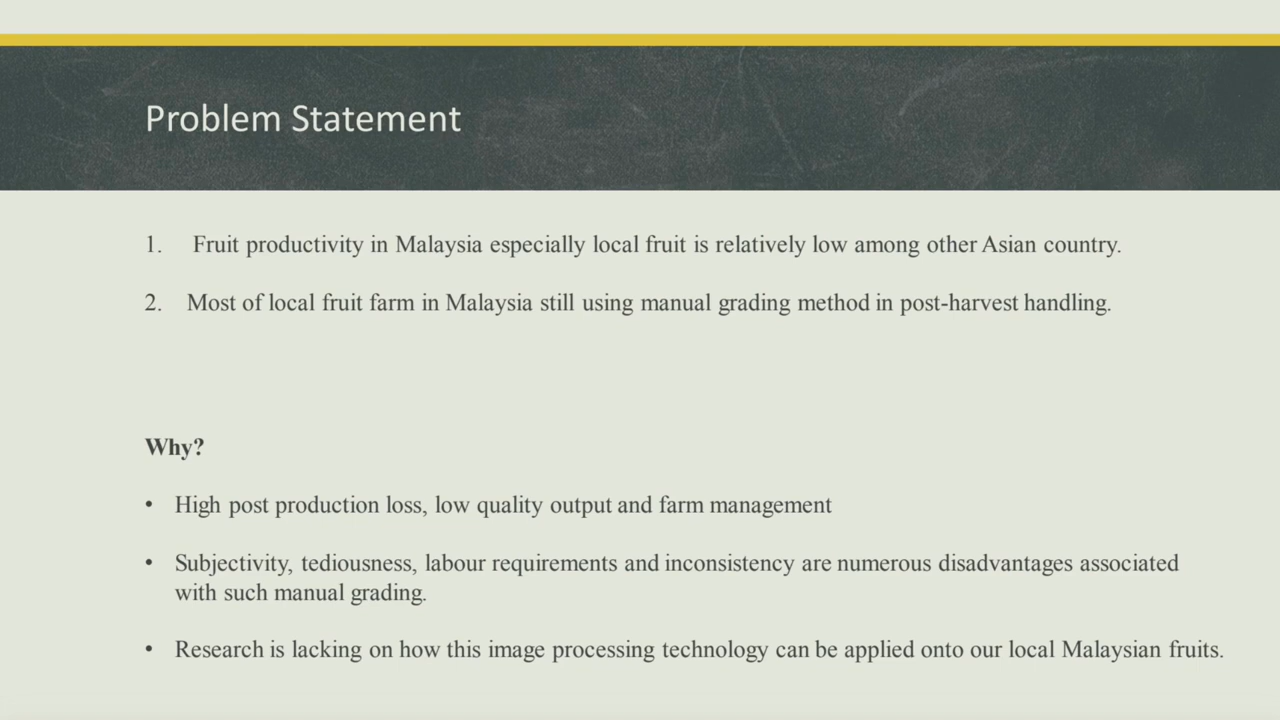 Problem Statement
1. Fruit productivity in Malaysia especially local fruit is relatively low among other Asian country.
2. Most of local fruit farm in Malaysia still using manual grading method in post-harvest handling.
Why?
• High post production loss, low quality output and farm management
• Subjectivity, tediousness, labour requirements and inconsistency are numerous disadvantages associated
with such manual grading.
• Research is lacking on how this image processing technology can be applied onto our local Malaysian fruits.